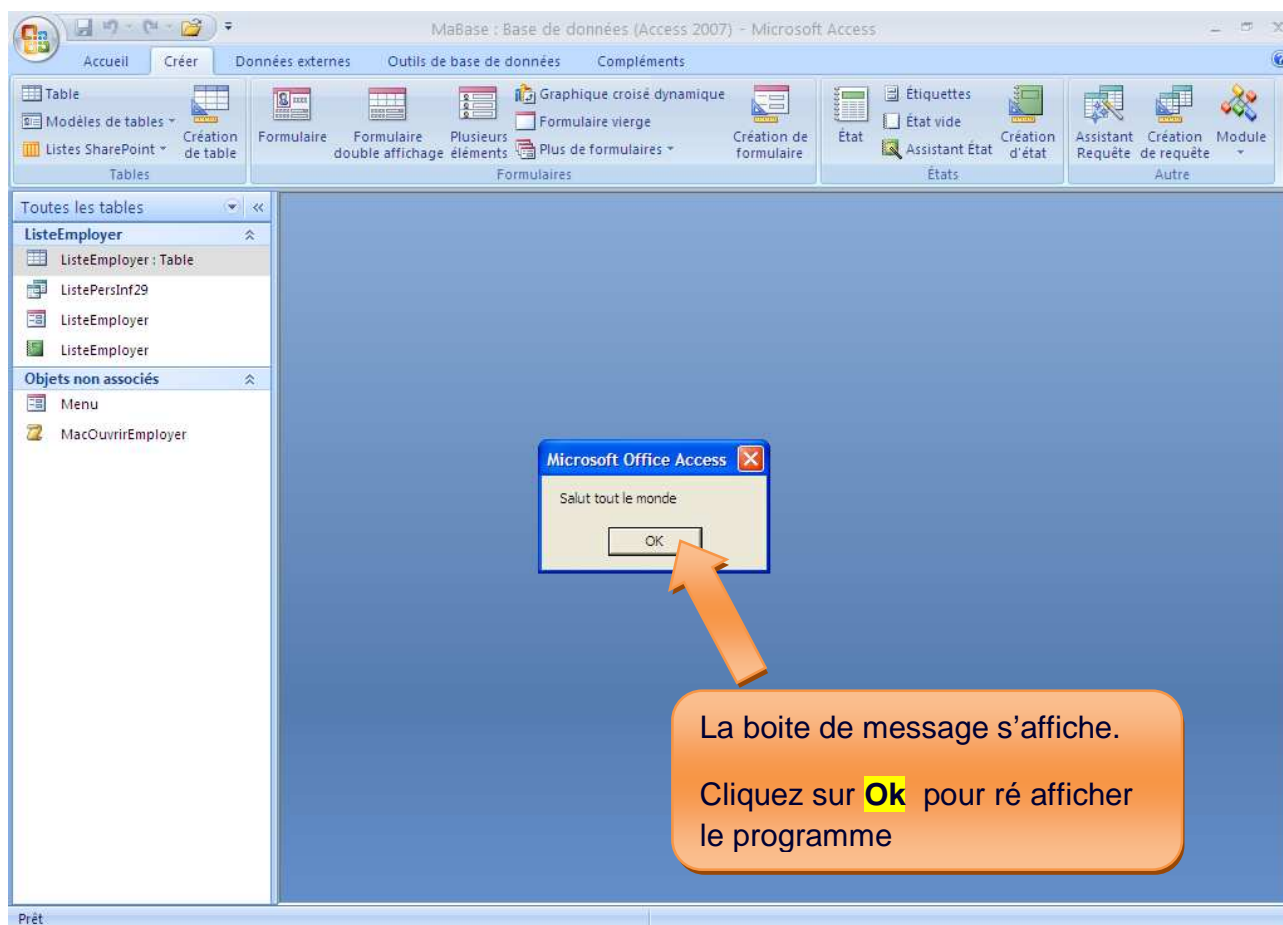 MaBase : Base de données (Access 2007) - Microsoft Access
Accueil Créer Données externes Outils de base de données Compléments
Table
Modèles de tables
Listes SharePoint
Création de table
Tables
Formulaire
Formulaire double affichage
Plusieurs éléments
Graphique croisé dynamique
Formulaire vierge
Plus de formulaires
Création de formulaire
Formulaires
État
Étiquettes
État vide
Assistant État
Création d'état
États
Assistant Requête
Création de requête
Module
Autre
Toutes les tables
ListeEmployer
ListeEmployer : Table
ListePersInf29
ListeEmployer
ListeEmployer
Objets non associés
Menu
MacOuvrirEmployer
Microsoft Office Access
Salut tout le monde
OK
La boite de message s’affiche.
Cliquez sur Ok pour ré afficher
le programme
Prêt